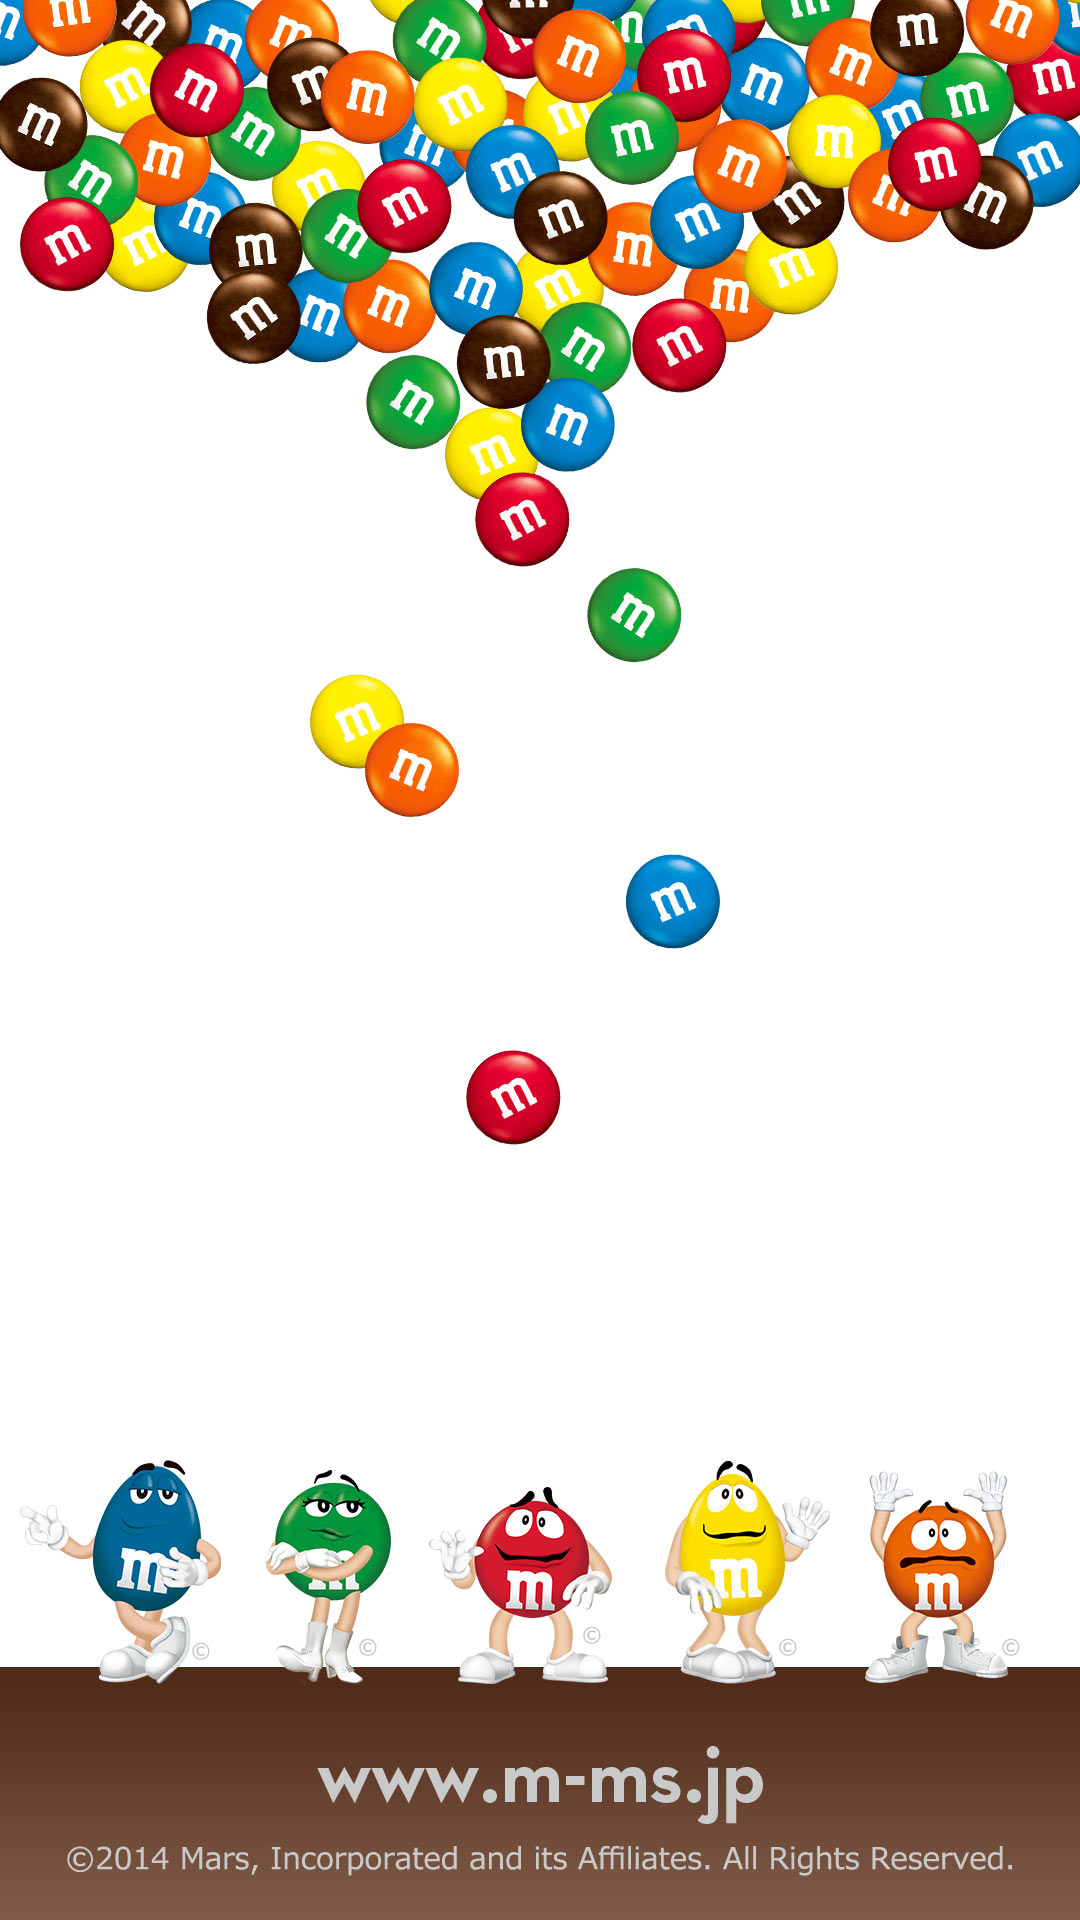 www.m-ms.jp
©2014 Mars, Incorporated and its Affiliates. All Rights Reserved.